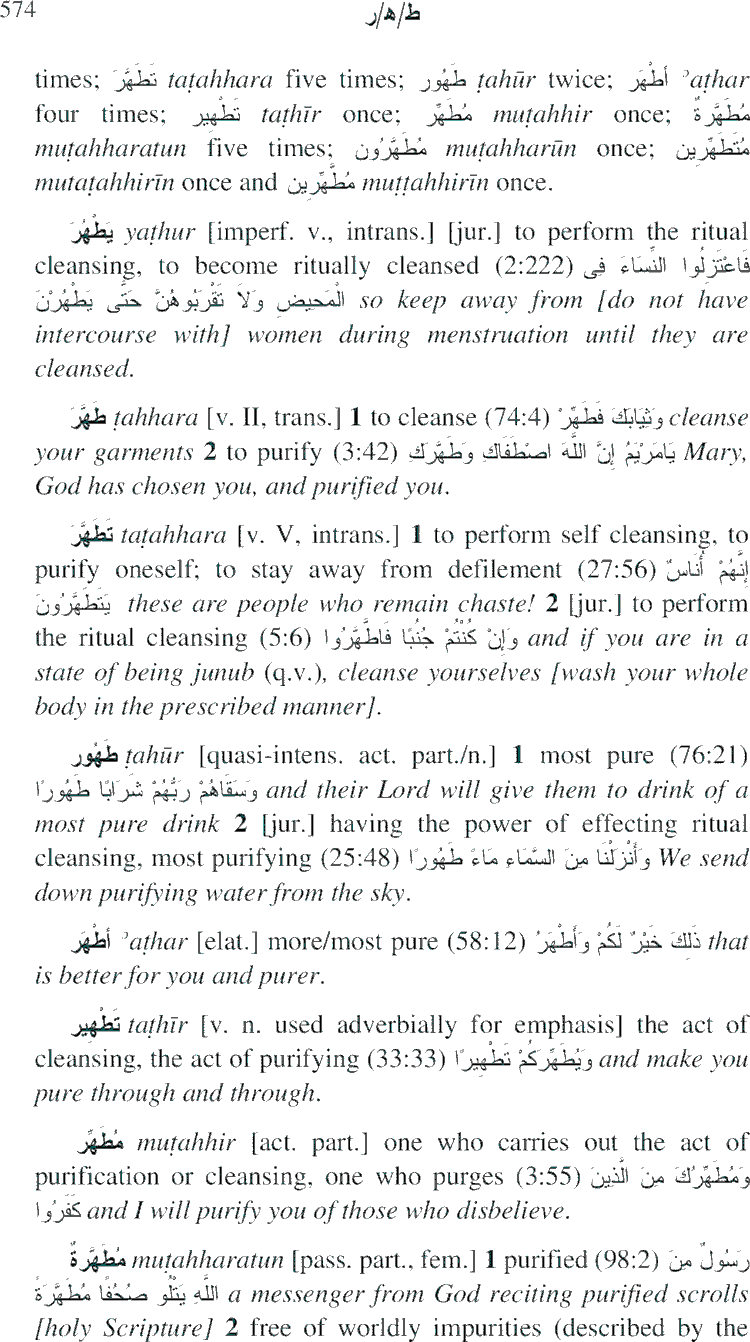 574
ط/ه/ر
times; تَطَهَّرَ taṭahhara five times; طَهُور ṭahūr twice; أَطْهَر ʾaṭhar
four times; تَطْهِير taṭhīr once; مُطَهِّر muṭahhir once; مُطَهَّرَةٌ
muṭahharatun five times; مُطَهَّرُون muṭahharūn once; مُتَطَهِّرِين
mutaṭahhirīn once and مُطَّهِّرِين muṭṭahhirīn once.
يَطْهُرَ yaṭhur [imperf. v., intrans.] [jur.] to perform the ritual
cleansing, to become ritually cleansed (2:222) فَاعْتَزِلُوا النِّسَاءَ فِى
الْمَحِيضِ وَلاَ تَقْرَبُوهُنَّ حَتَّى يَطْهُرْنَ so keep away from [do not have
intercourse with] women during menstruation until they are
cleansed.
طَهَّرَ ṭahhara [v. II, trans.] 1 to cleanse (74:4) وَثِيَابَكَ فَطَهِّرْ cleanse
your garments 2 to purify (3:42) يَامَرْيَمُ إِنَّ اللَّهَ اصْطَفَاكِ وَطَهَّرَكِ Mary,
God has chosen you, and purified you.
تَطَهَّرَ taṭahhara [v. V, intrans.] 1 to perform self cleansing, to
purify oneself; to stay away from defilement (27:56) إِنَّهُمْ أُنَاسٌ
يَتَطَهَّرُونَ these are people who remain chaste! 2 [jur.] to perform
the ritual cleansing (5:6) وَإِنْ كُنْتُمْ جُنُبًا فَاطَّهَّرُوا and if you are in a
state of being junub (q.v.), cleanse yourselves [wash your whole
body in the prescribed manner].
طَهُور ṭahūr [quasi-intens. act. part./n.] 1 most pure (76:21)
وَسَقَاهُمْ رَبُّهُمْ شَرَابًا طَهُورًا and their Lord will give them to drink of a
most pure drink 2 [jur.] having the power of effecting ritual
cleansing, most purifying (25:48) وَأَنْزَلْنَا مِنَ السَّمَاءِ مَاءً طَهُورًا We send
down purifying water from the sky.
أَطْهَر ʾaṭhar [elat.] more/most pure (58:12) ذَلِكَ خَيْرٌ لَكُمْ وَأَطْهَرُ that
is better for you and purer.
تَطْهِير taṭhīr [v. n. used adverbially for emphasis] the act of
cleansing, the act of purifying (33:33) وَيُطَهِّرَكُمْ تَطْهِيرًا and make you
pure through and through.
مُطَهِّر muṭahhir [act. part.] one who carries out the act of
purification or cleansing, one who purges (3:55) وَمُطَهِّرُكَ مِنَ الَّذِينَ
كَفَرُوا and I will purify you of those who disbelieve.
مُطَهَّرَةٌ muṭahharatun [pass. part., fem.] 1 purified (98:2) رَسُولٌ مِنَ
اللَّهِ يَتْلُو صُحُفًا مُطَهَّرَةً a messenger from God reciting purified scrolls
[holy Scripture] 2 free of worldly impurities (described by the